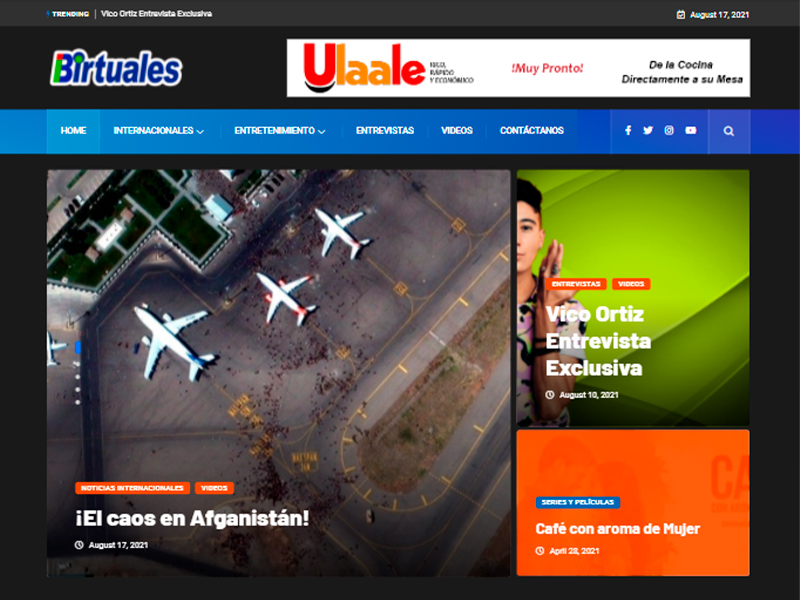 TRENDING | Vico Ortiz Entrevista Exclusiva
August 17, 2021
Birtuales
Ulaale RICO,
RÁPIDO
Y ECONÓMICO
¡Muy Pronto!
De la Cocina
Directamente a su Mesa
HOME INTERNACIONALES ENTRETENIMIENTO ENTREVISTAS VIDEOS CONTÁCTANOS
NOTICIAS INTERNACIONALES VIDEOS
¡El caos en Afganistán!
August 17, 2021
ENTREVISTAS VIDEOS
Vico Ortiz
Entrevista
Exclusiva
August 10, 2021
CA
SERIES Y PELÍCULAS
Café con aroma de Mujer
April 28, 2021